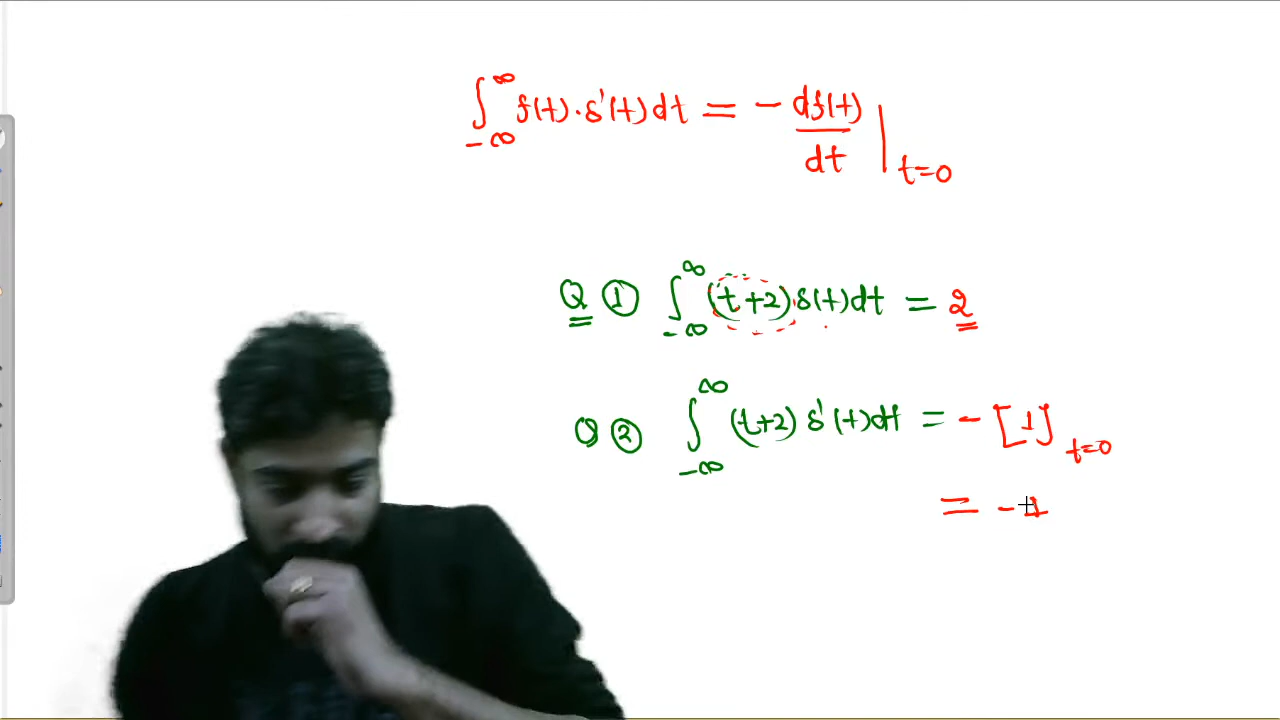 ∫_{-∞}^{∞} f(t)·δ'(t)dt = - df(t)/dt |_{t=0}
Q ① ∫_{-∞}^{∞} (t+2)δ(t)dt = 2
Q ② ∫_{-∞}^{∞} (t+2) δ'(t)dt = - [1]_{t=0}
= -1